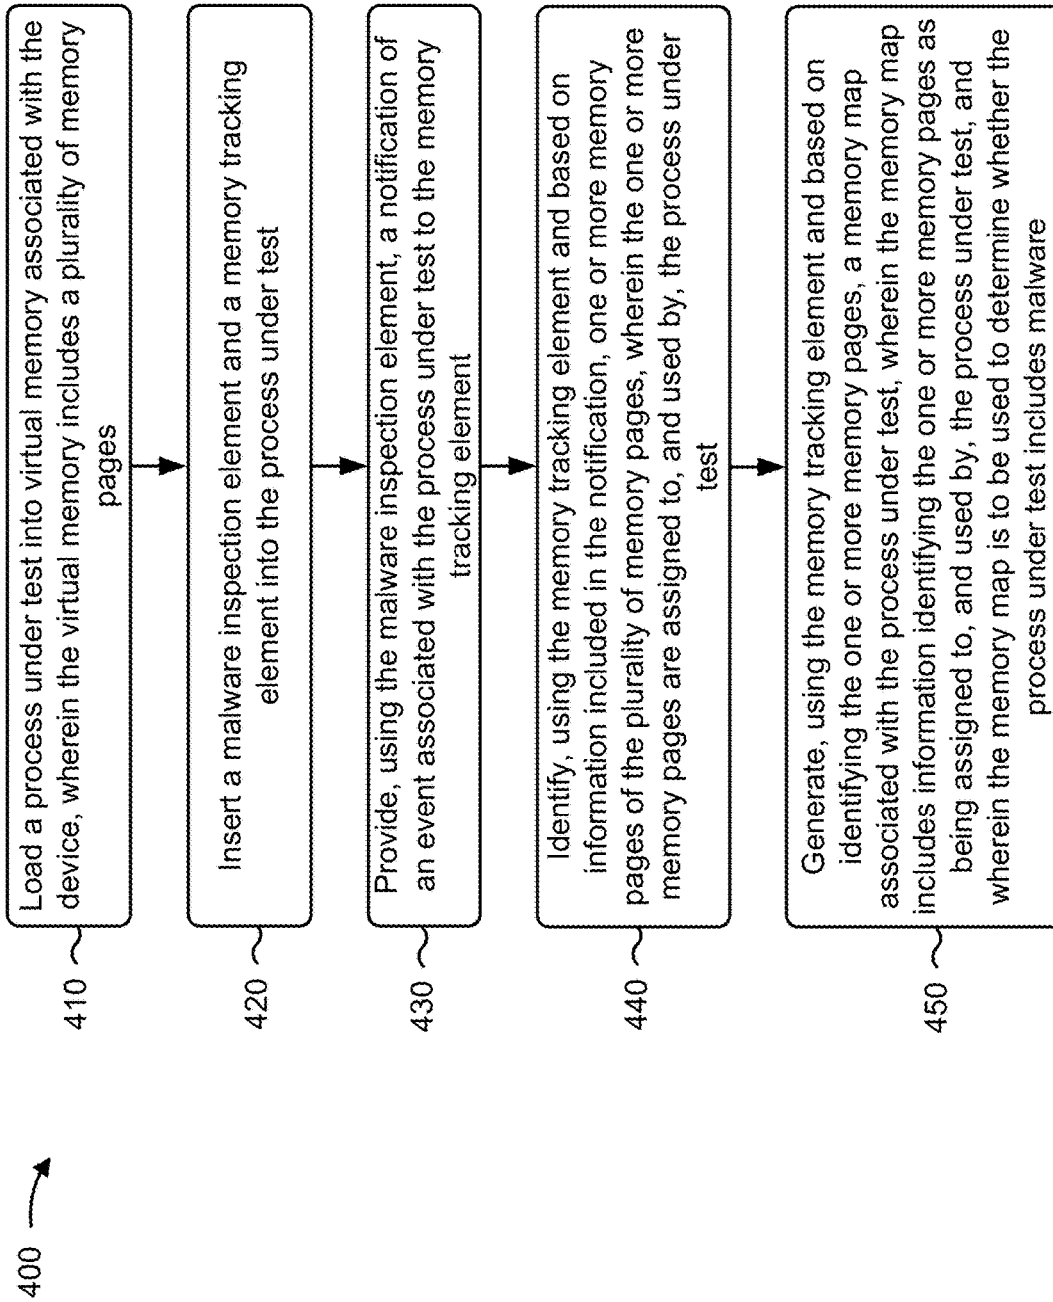 400
410
Load a process under test into virtual memory associated with the
device, wherein the virtual memory includes a plurality of memory
pages
420
Insert a malware inspection element and a memory tracking
element into the process under test
430
Provide, using the malware inspection element, a notification of
an event associated with the process under test to the memory
tracking element
440
Identify, using the memory tracking element and based on
information included in the notification, one or more memory
pages of the plurality of memory pages, wherein the one or more
memory pages are assigned to, and used by, the process under
test
450
Generate, using the memory tracking element and based on
identifying the one or more memory pages, a memory map
associated with the process under test, wherein the memory map
includes information identifying the one or more memory pages as
being assigned to, and used by, the process under test, and
wherein the memory map is to be used to determine whether the
process under test includes malware